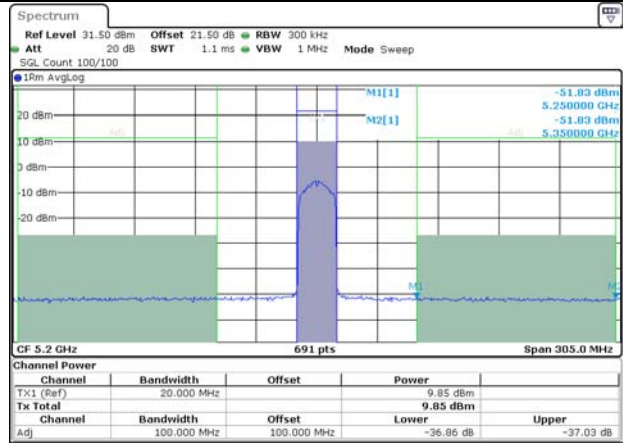 Spectrum
Ref Level 31.50 dBm Offset 21.50 dB RBW 300 kHz
Att 20 dB SWT 1.1 ms VBW 1 MHz Mode Sweep
SGL Count 100/100
1Rm AvgLog
M1[1] -51.83 dBm
5.250000 GHz
20 dBm M2[1] -51.83 dBm
Adj Adj 5.350000 GHz
10 dBm
0 dBm
-10 dBm
-20 dBm
M1
CF 5.2 GHz 691 pts Span 305.0 MHz
Channel Power
Channel Bandwidth Offset Power
TX1 (Ref) 20.000 MHz 9.85 dBm
Tx Total 9.85 dBm
Channel Bandwidth Offset Lower Upper
Adj 100.000 MHz 100.000 MHz -36.86 dB -37.03 dB